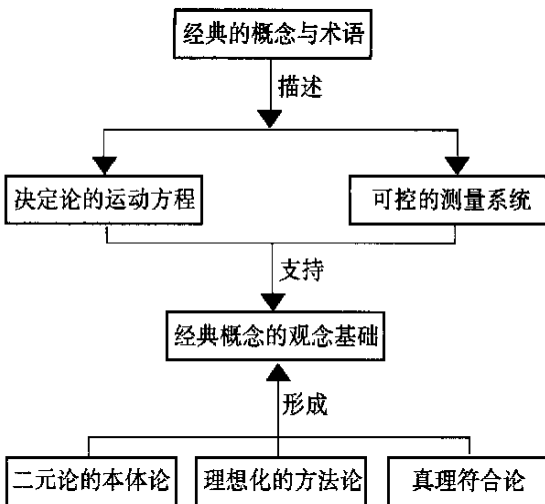 经典的概念与术语
描述
决定论的运动方程
可控的测量系统
支持
经典概念的观念基础
形成
二元论的本体论
理想化的方法论
真理符合论